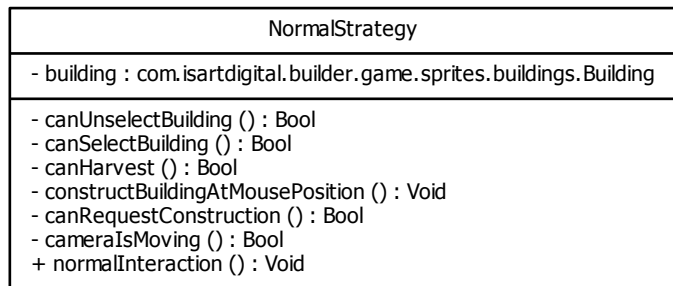 NormalStrategy
- building : com.isartdigital.builder.game.sprites.buildings.Building
- canUnselectBuilding () : Bool
- canSelectBuilding () : Bool
- canHarvest () : Bool
- constructBuildingAtMousePosition () : Void
- canRequestConstruction () : Bool
- cameraIsMoving () : Bool
+ normalInteraction () : Void